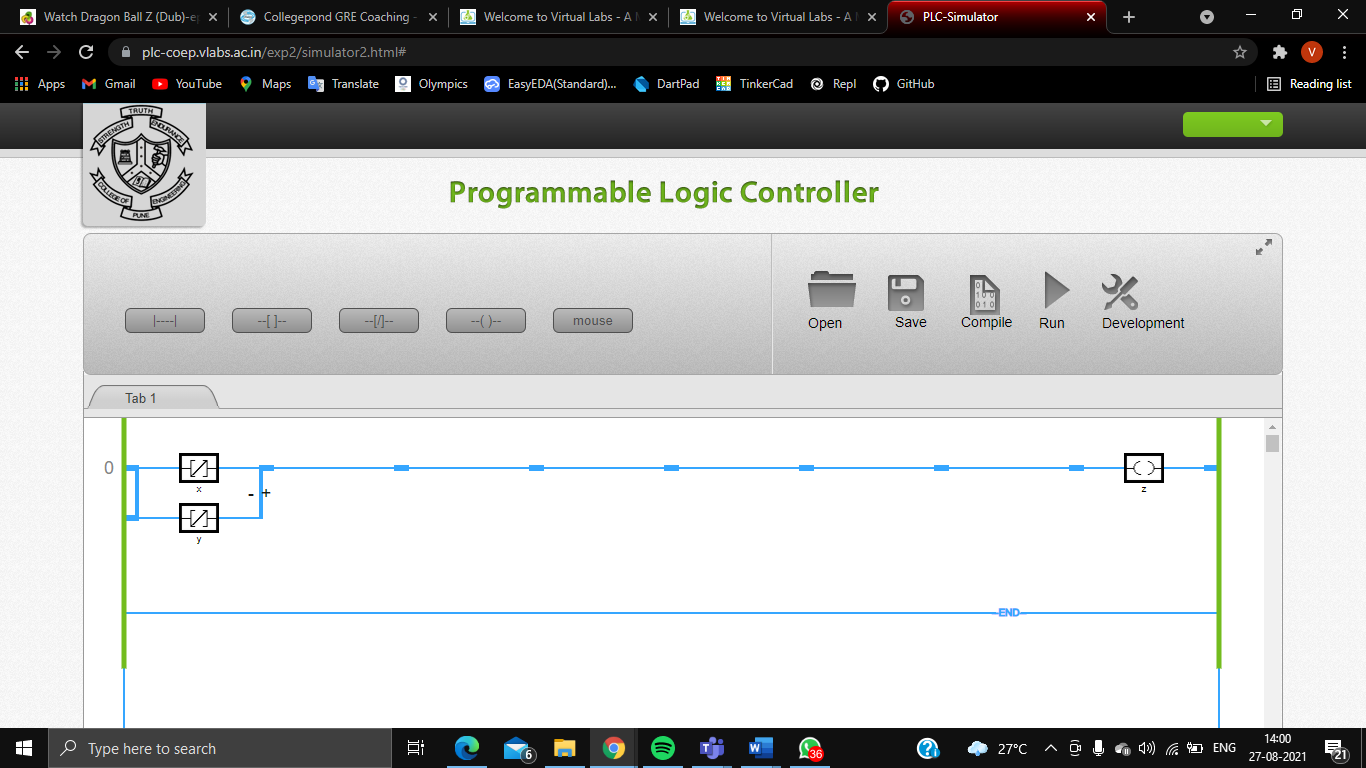 Watch Dragon Ball Z (Dub)-e
Collegepond GRE Coaching -
Welcome to Virtual Labs - A
Welcome to Virtual Labs - A
PLC-Simulator
plc-coep.vlabs.ac.in/exp2/simulator2.html#
V
Apps
Gmail
YouTube
Maps
Translate
Olympics
EasyEDA(Standard)...
DartPad
TinkerCad
Repl
GitHub
Reading list
TRUTH
STRENGTH
ENDURANCE
COLLEGE OF
ENGINEERING
PUNE
Programmable Logic Controller
|----|
--[ ]--
--[/]--
--( )--
mouse
Open
Save
Compile
Run
Development
Tab 1
0
x
- +
y
z
--END--
Type here to search
6
36
27°C
ENG
14:00
27-08-2021
21